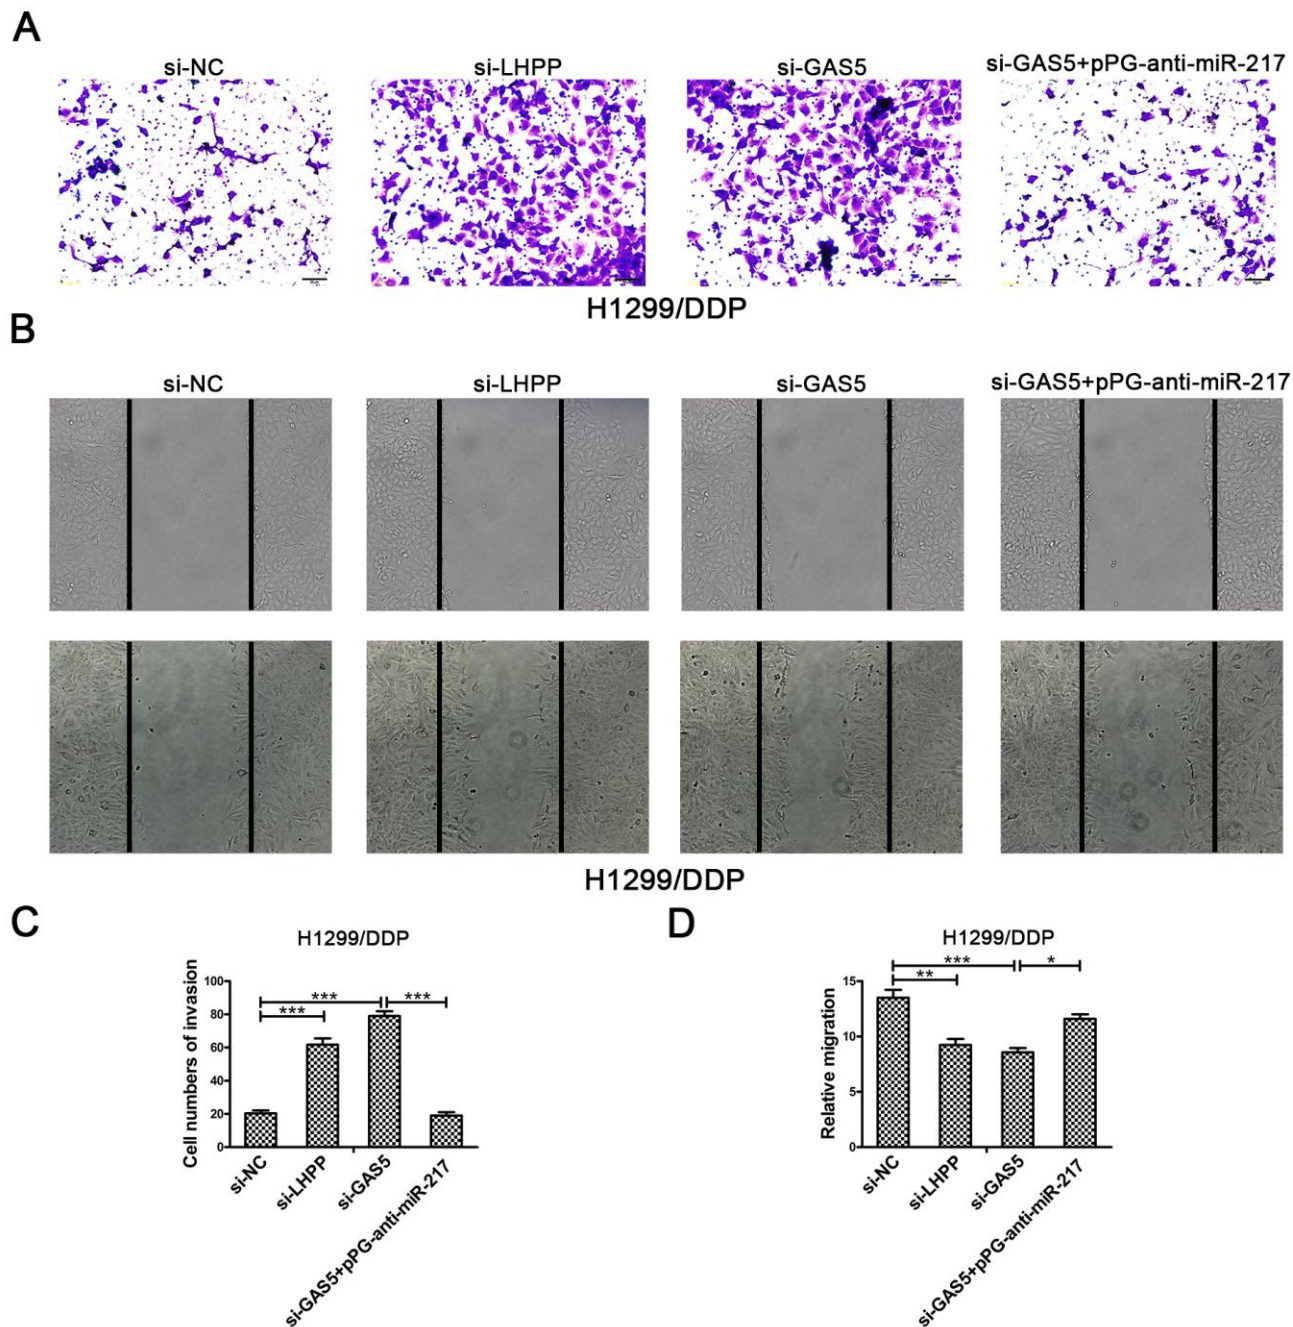 A
si-NC
si-LHPP
si-GAS5
si-GAS5+pPG-anti-miR-217
H1299/DDP
B
si-NC
si-LHPP
si-GAS5
si-GAS5+pPG-anti-miR-217
H1299/DDP
C
H1299/DDP
Cell numbers of invasion
100
80
60
40
20
0
***
***
***
si-NC
si-LHPP
si-GAS5
si-GAS5+pPG-anti-miR-217
D
H1299/DDP
Relative migration
15
10
5
0
***
*
**
si-NC
si-LHPP
si-GAS5
si-GAS5+pPG-anti-miR-217